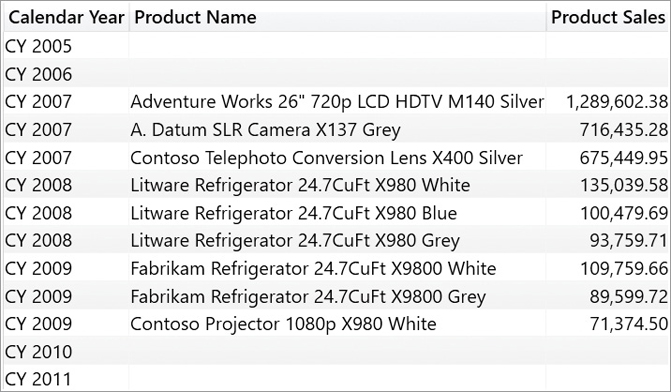 Calendar Year Product Name Product Sales
CY 2005
CY 2006
CY 2007 Adventure Works 26" 720p LCD HDTV M140 Silver 1,289,602.38
CY 2007 A. Datum SLR Camera X137 Grey 716,435.28
CY 2007 Contoso Telephoto Conversion Lens X400 Silver 675,449.95
CY 2008 Litware Refrigerator 24.7CuFt X980 White 135,039.58
CY 2008 Litware Refrigerator 24.7CuFt X980 Blue 100,479.69
CY 2008 Litware Refrigerator 24.7CuFt X980 Grey 93,759.71
CY 2009 Fabrikam Refrigerator 24.7CuFt X9800 White 109,759.66
CY 2009 Fabrikam Refrigerator 24.7CuFt X9800 Grey 89,599.72
CY 2009 Contoso Projector 1080p X980 White 71,374.50
CY 2010
CY 2011